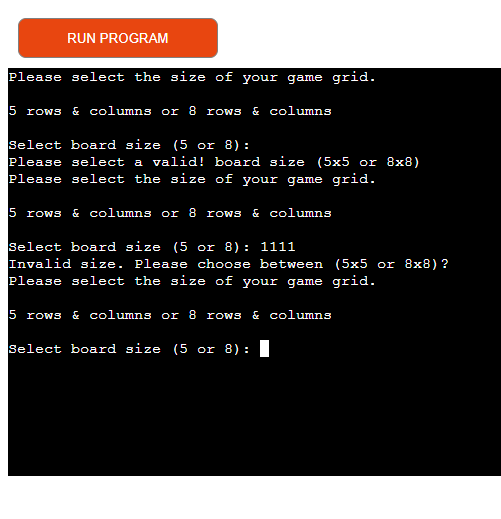 RUN PROGRAM
Please select the size of your game grid.
5 rows & columns or 8 rows & columns
Select board size (5 or 8):
Please select a valid! board size (5x5 or 8x8)
Please select the size of your game grid.
5 rows & columns or 8 rows & columns
Select board size (5 or 8): 1111
Invalid size. Please choose between (5x5 or 8x8)?
Please select the size of your game grid.
5 rows & columns or 8 rows & columns
Select board size (5 or 8):